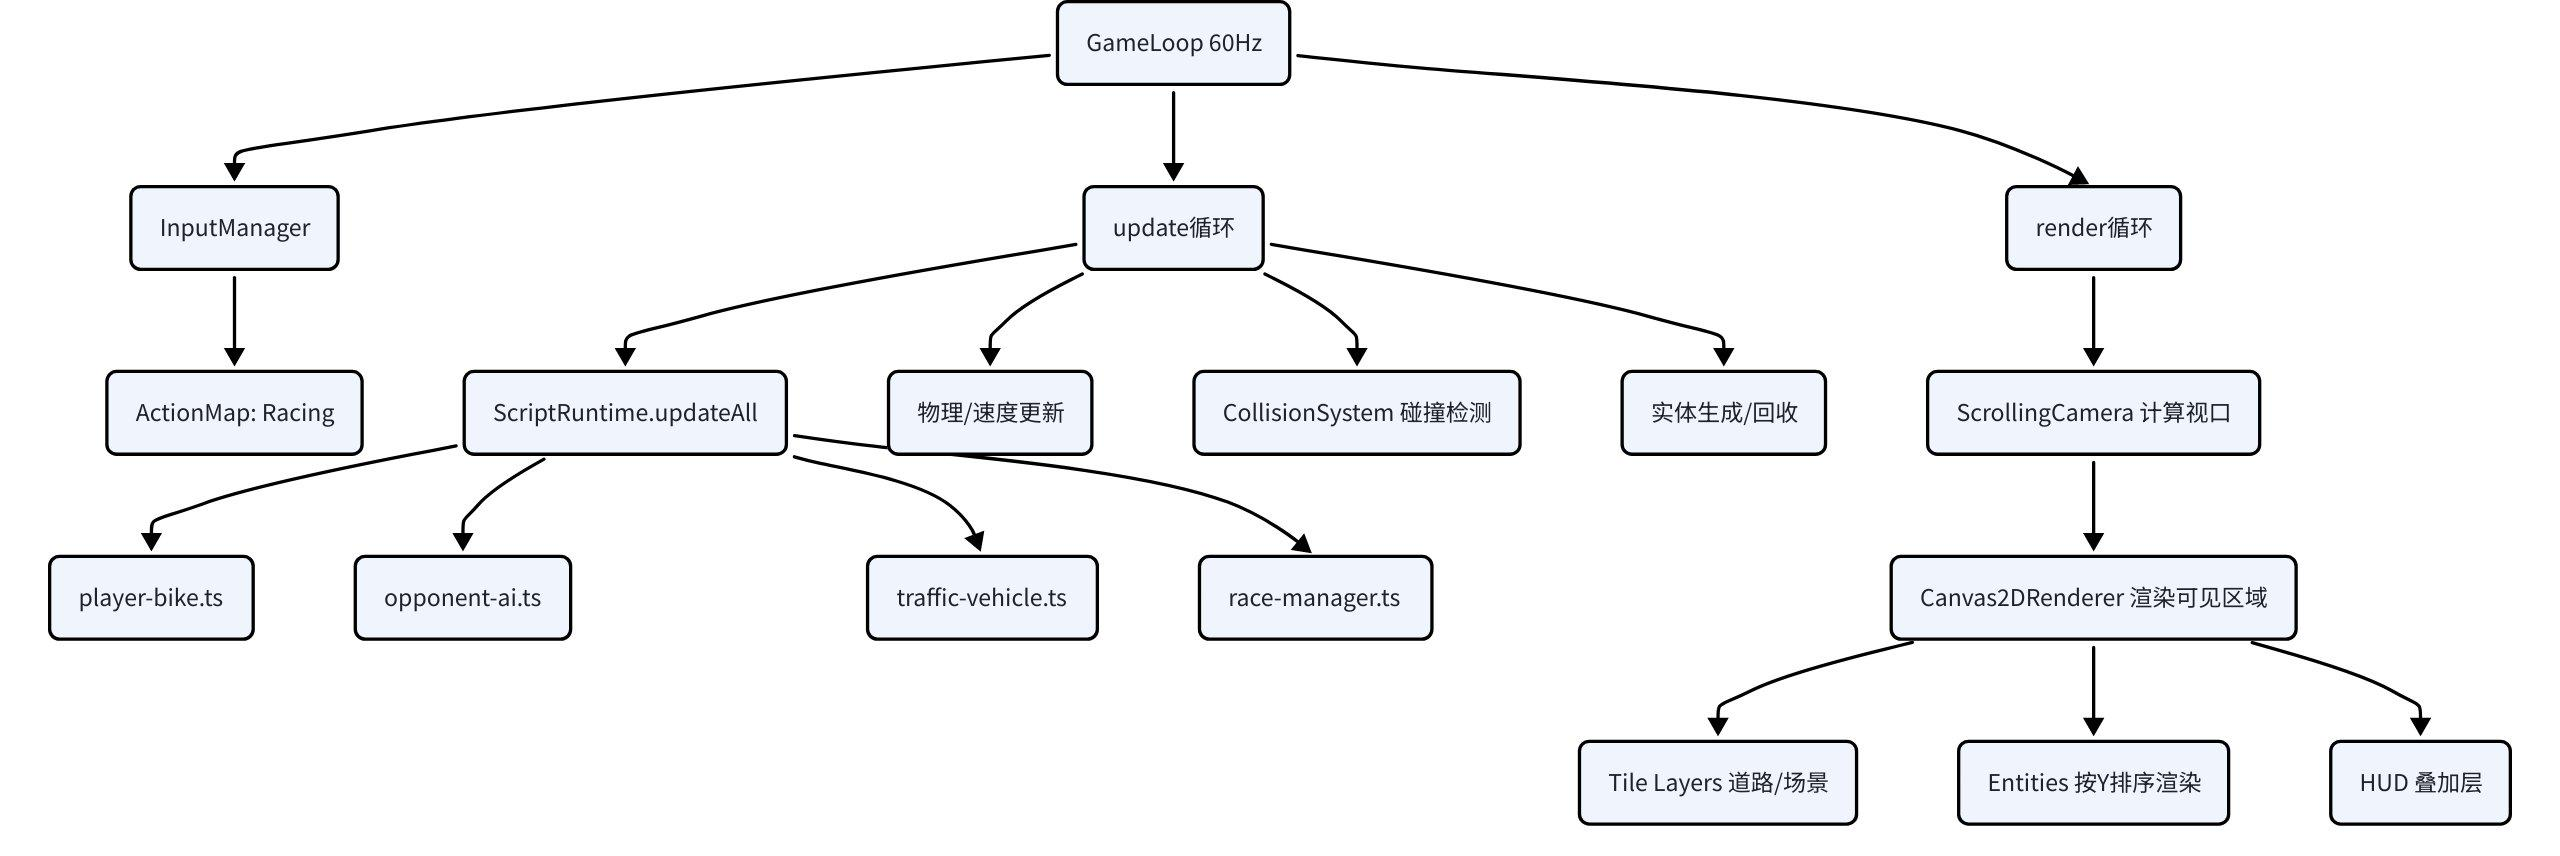 GameLoop 60Hz
InputManager
update循环
render循环
ActionMap: Racing
ScriptRuntime.updateAll
物理/速度更新
CollisionSystem 碰撞检测
实体生成/回收
ScrollingCamera 计算视口
player-bike.ts
opponent-ai.ts
traffic-vehicle.ts
race-manager.ts
Canvas2DRenderer 渲染可见区域
Tile Layers 道路/场景
Entities 按Y排序渲染
HUD 叠加层